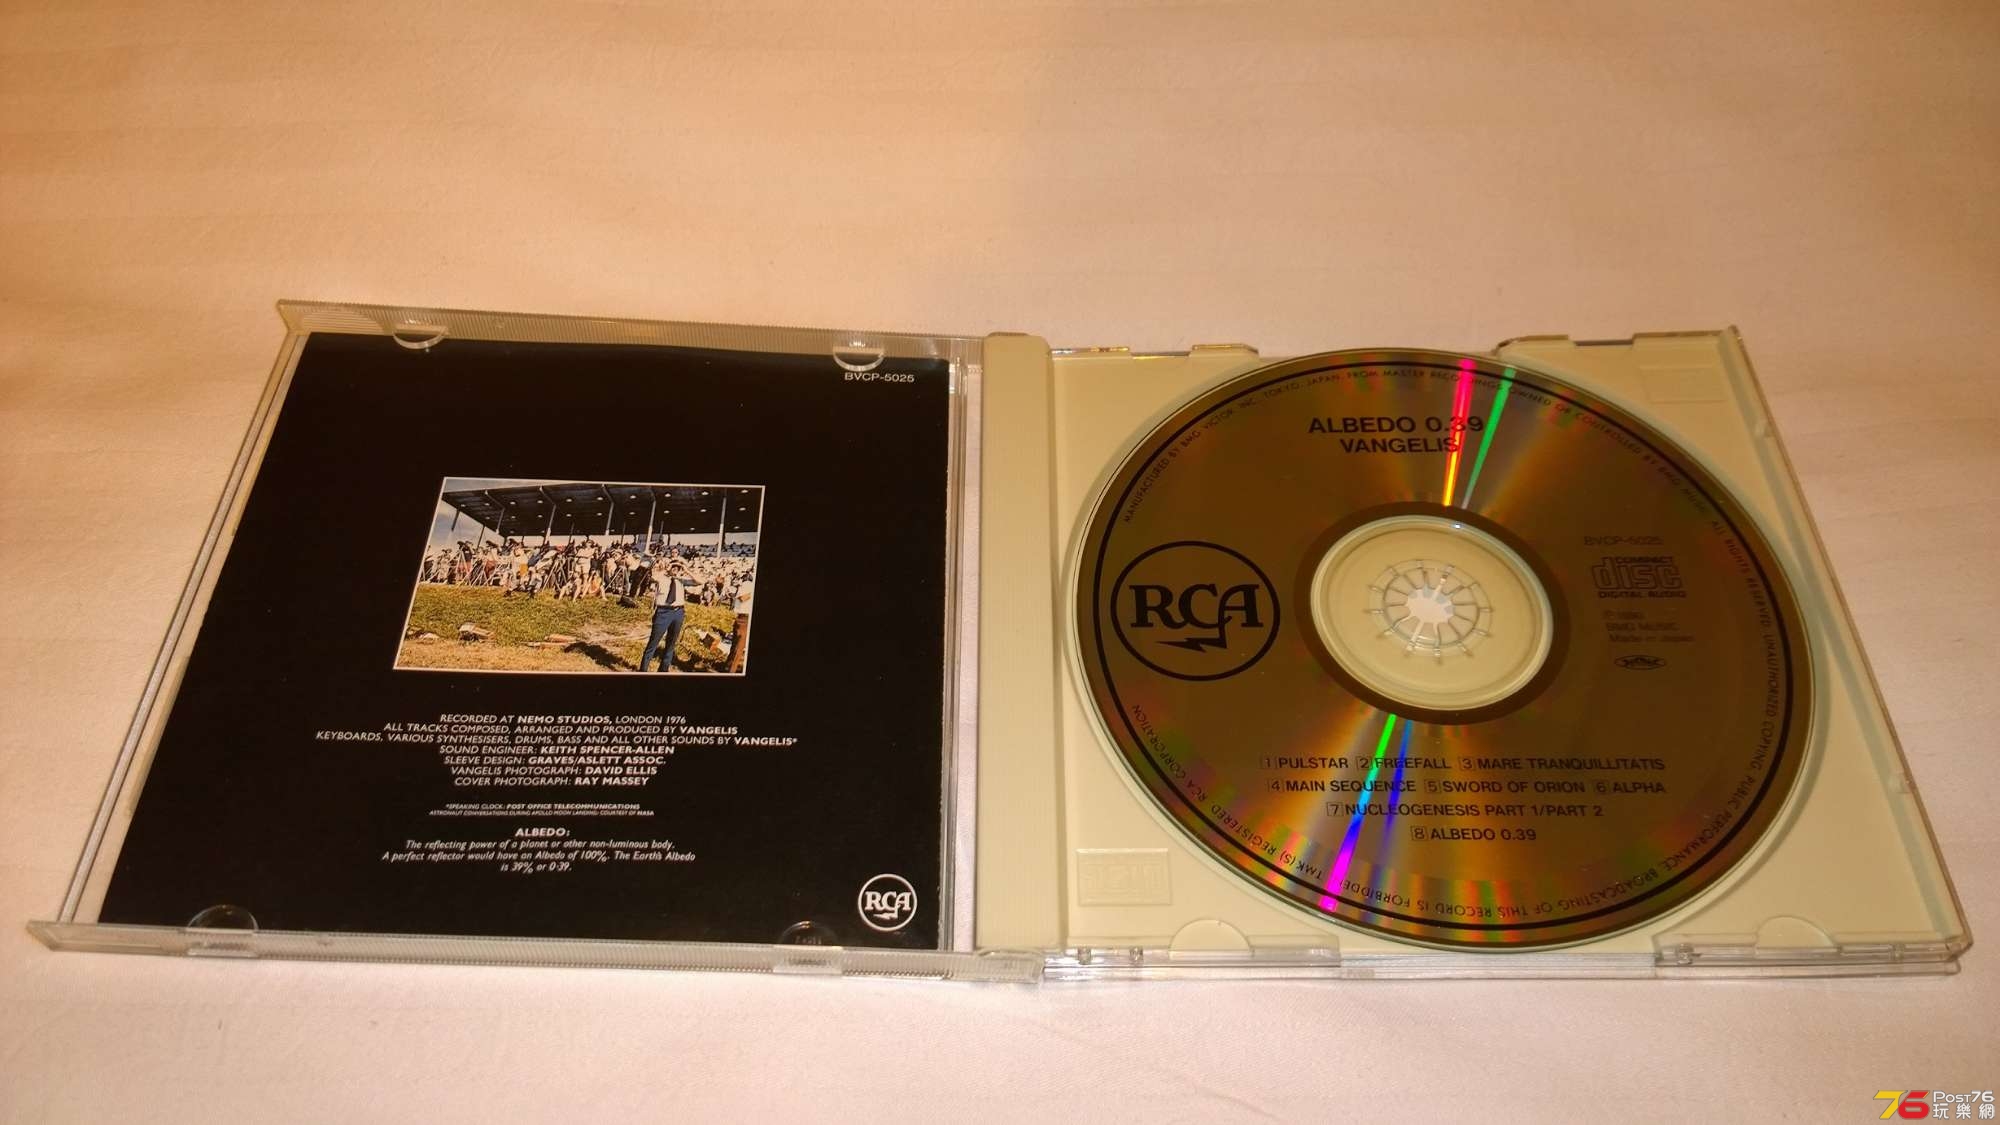 BVCP-5025
RECORDED AT NEMO STUDIOS, LONDON 1976
ALL TRACKS COMPOSED, ARRANGED AND PRODUCED BY VANGELIS
KEYBOARDS, VARIOUS SYNTHESISERS, DRUMS, BASS AND ALL OTHER SOUNDS BY VANGELIS*
SOUND ENGINEER: KEITH SPENCER-ALLEN
SLEEVE DESIGN: GRAVES/ASLETT ASSOC.
VANGELIS PHOTOGRAPH: DAVID ELLIS
COVER PHOTOGRAPH: RAY MASSEY
*SPEAKING CLOCK: POST OFFICE TELECOMMUNICATIONS
ASTRONAUT CONVERSATIONS DURING APOLLO MOON LANDING: COURTESY OF NASA
ALBEDO:
The reflecting power of a planet or other non-luminous body.
A perfect reflector would have an Albedo of 100%. The Earth's Albedo
is 39% or 0·39.
RCA
MANUFACTURED BY BMG VICTOR, INC. TOKYO, JAPAN. FROM MASTER RECORDINGS OWNED OR CONTROLLED BY BMG MUSIC. ALL RIGHTS RESERVED. UNAUTHORIZED COPYING, PUBLIC PERFORMANCE, BROADCASTING OF THIS RECORD IS FORBIDDEN. TMK(S) REGISTERED RCA CORPORATION
ALBEDO 0.39
VANGELIS
RCA
BVCP-5025
COMPACT
disc
DIGITAL AUDIO
BMG MUSIC
Made in Japan
1 PULSTAR 2 FREEFALL 3 MARE TRANQUILLITATIS
4 MAIN SEQUENCE 5 SWORD OF ORION 6 ALPHA
7 NUCLEOGENESIS PART 1/PART 2
8 ALBEDO 0.39
76 Post76
玩樂網